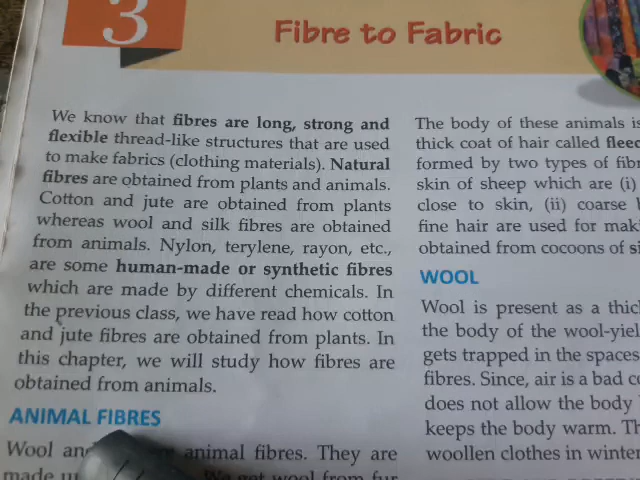 3
Fibre to Fabric
We know that fibres are long, strong and
flexible thread-like structures that are used
to make fabrics (clothing materials). Natural
fibres are obtained from plants and animals.
Cotton and jute are obtained from plants
whereas wool and silk fibres are obtained
from animals. Nylon, terylene, rayon, etc.,
are some human-made or synthetic fibres
which are made by different chemicals. In
the previous class, we have read how cotton
and jute fibres are obtained from plants. In
this chapter, we will study how fibres are
obtained from animals.
ANIMAL FIBRES
Wool animal fibres. They are
made We get wool from fur
The body of these animals is
thick coat of hair called
formed by two types of
skin of sheep which are (i)
close to skin, (ii) coarse
fine hair are used for
obtained from cocoons of
WOOL
Wool is present as a
the body of the
gets trapped in the spaces
fibres. Since, air is a bad
does not allow the body
keeps the body warm.
woollen clothes in winter